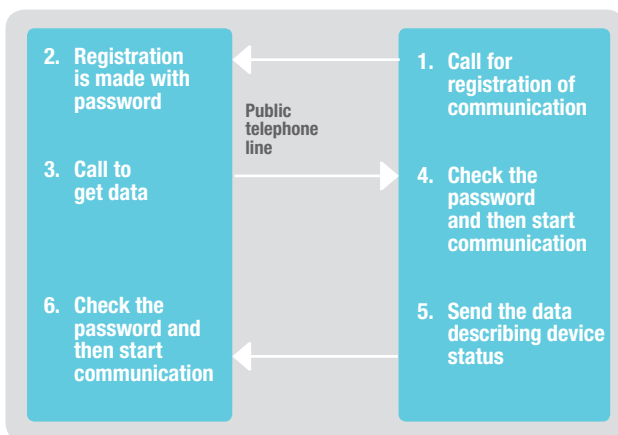 2. Registration
is made with
password
3. Call to
get data
6. Check the
password and
then start
communication
Public
telephone
line
1. Call for
registration of
communication
4. Check the
password
and then start
communication
5. Send the data
describing device
status